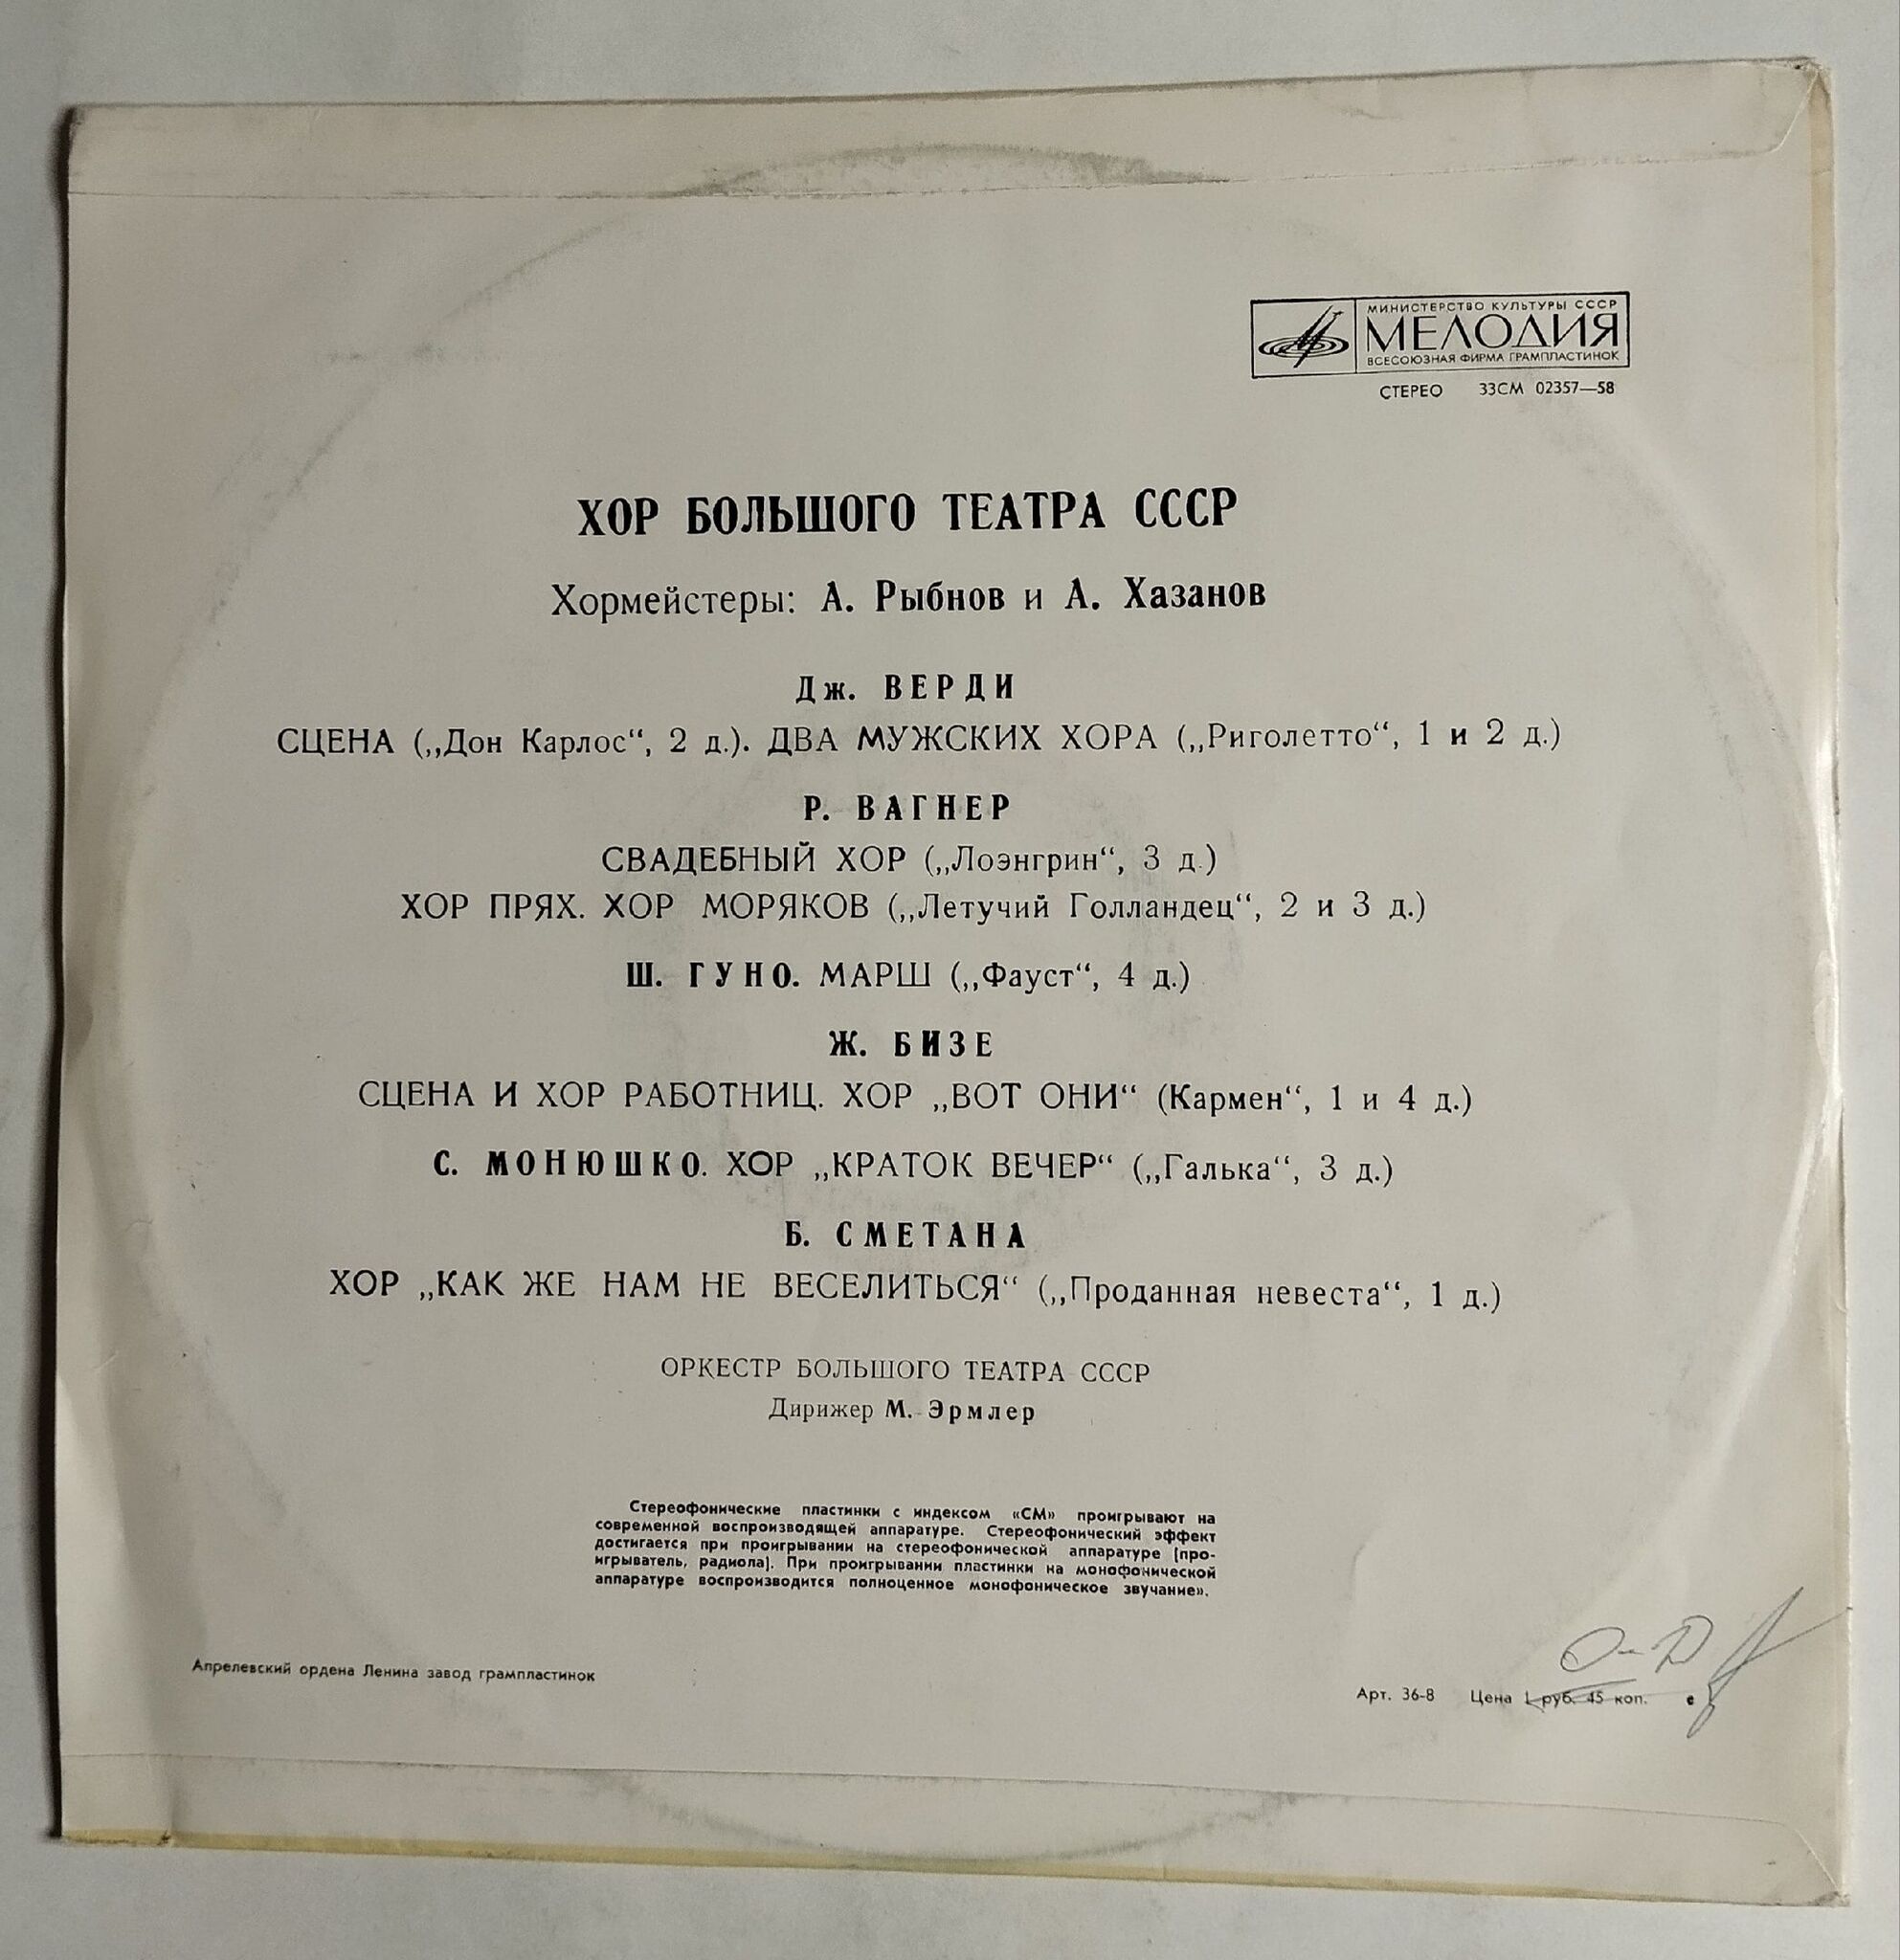 МИНИСТЕРСТВО КУЛЬТУРЫ СССР
МЕЛОДИЯ
ВСЕСОЮЗНАЯ ФИРМА ГРАМПЛАСТИНОК
СТЕРЕО 33СМ 02357—58
ХОР БОЛЬШОГО ТЕАТРА СССР
Хормейстеры: А. Рыбнов и А. Хазанов
Дж. ВЕРДИ
СЦЕНА („Дон Карлос“, 2 д.). ДВА МУЖСКИХ ХОРА („Риголетто“, 1 и 2 д.)
Р. ВАГНЕР
СВАДЕБНЫЙ ХОР („Лоэнгрин“, 3 д.)
ХОР ПРЯХ. ХОР МОРЯКОВ („Летучий Голландец“, 2 и 3 д.)
Ш. ГУНО. МАРШ („Фауст“, 4 д.)
Ж. БИЗЕ
СЦЕНА И ХОР РАБОТНИЦ. ХОР „ВОТ ОНИ“ (Кармен“, 1 и 4 д.)
С. МОНЮШКО. ХОР „КРАТОК ВЕЧЕР“ („Галька“, 3 д.)
Б. СМЕТАНА
ХОР „КАК ЖЕ НАМ НЕ ВЕСЕЛИТЬСЯ“ („Проданная невеста“, 1 д.)
ОРКЕСТР БОЛЬШОГО ТЕАТРА СССР
Дирижер М. Эрмлер
Стереофонические пластинки с индексом «СМ» проигрывают на
современной воспроизводящей аппаратуре. Стереофонический эффект
достигается при проигрывании на стереофонической аппаратуре (про-
игрыватель, радиола). При проигрывании пластинки на монофонической
аппаратуре воспроизводится полноценное монофоническое звучание».
Апрелевский ордена Ленина завод грампластинок
Арт. 36-8 Цена 1 руб. 45 коп. е